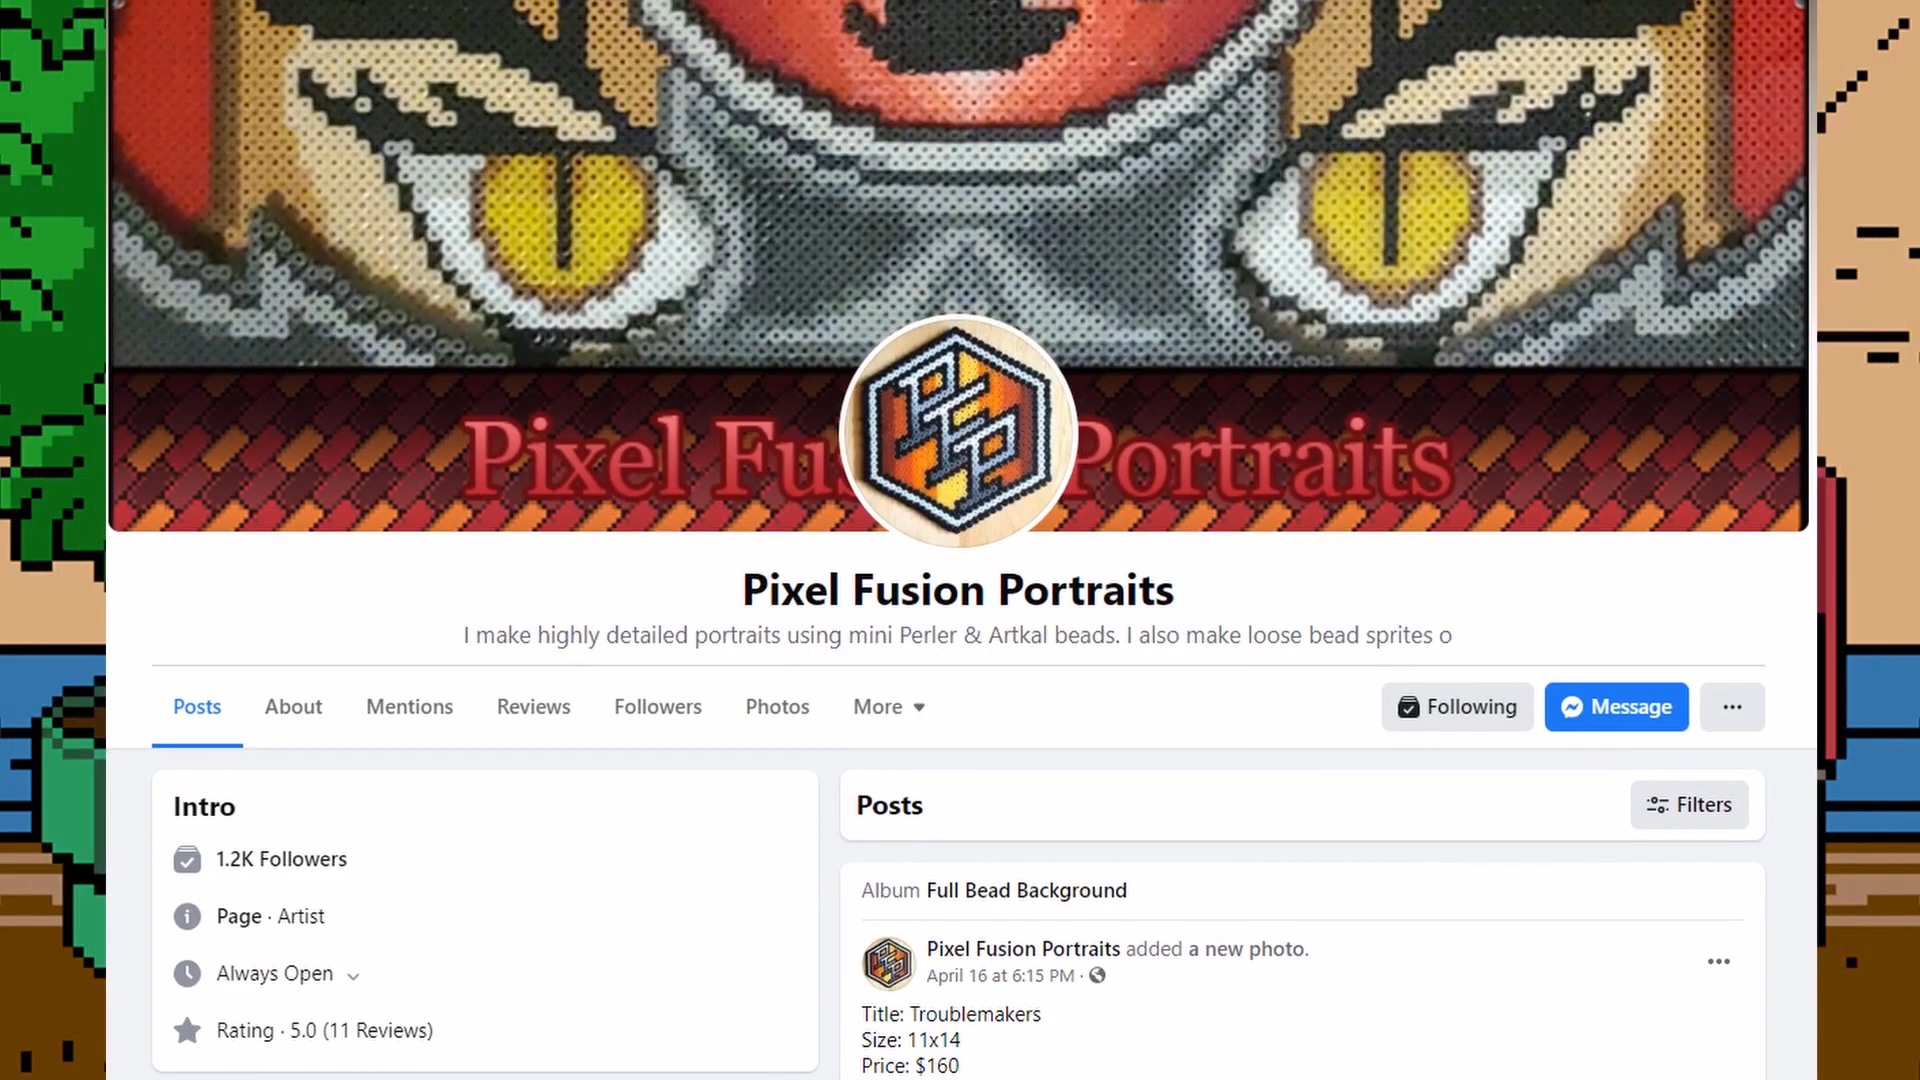 Pixel Fu Portraits
PFP
Pixel Fusion Portraits
I make highly detailed portraits using mini Perler & Artkal beads. I also make loose bead sprites o
Posts
About
Mentions
Reviews
Followers
Photos
More
Following
Message
Intro
1.2K Followers
Page · Artist
Always Open
Rating · 5.0 (11 Reviews)
Posts
Filters
Album Full Bead Background
Pixel Fusion Portraits added a new photo.
April 16 at 6:15 PM ·
Title: Troublemakers
Size: 11x14
Price: $160